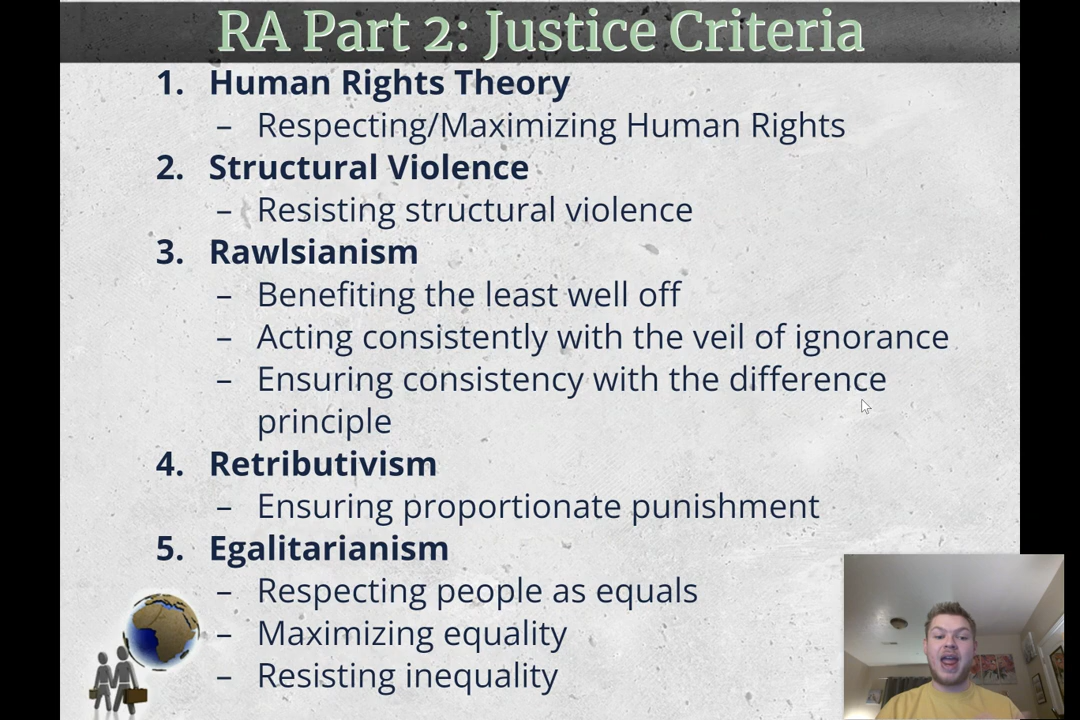 RA Part 2: Justice Criteria
1. Human Rights Theory
– Respecting/Maximizing Human Rights
2. Structural Violence
– Resisting structural violence
3. Rawlsianism
– Benefiting the least well off
– Acting consistently with the veil of ignorance
– Ensuring consistency with the difference
principle
4. Retributivism
– Ensuring proportionate punishment
5. Egalitarianism
– Respecting people as equals
– Maximizing equality
– Resisting inequality